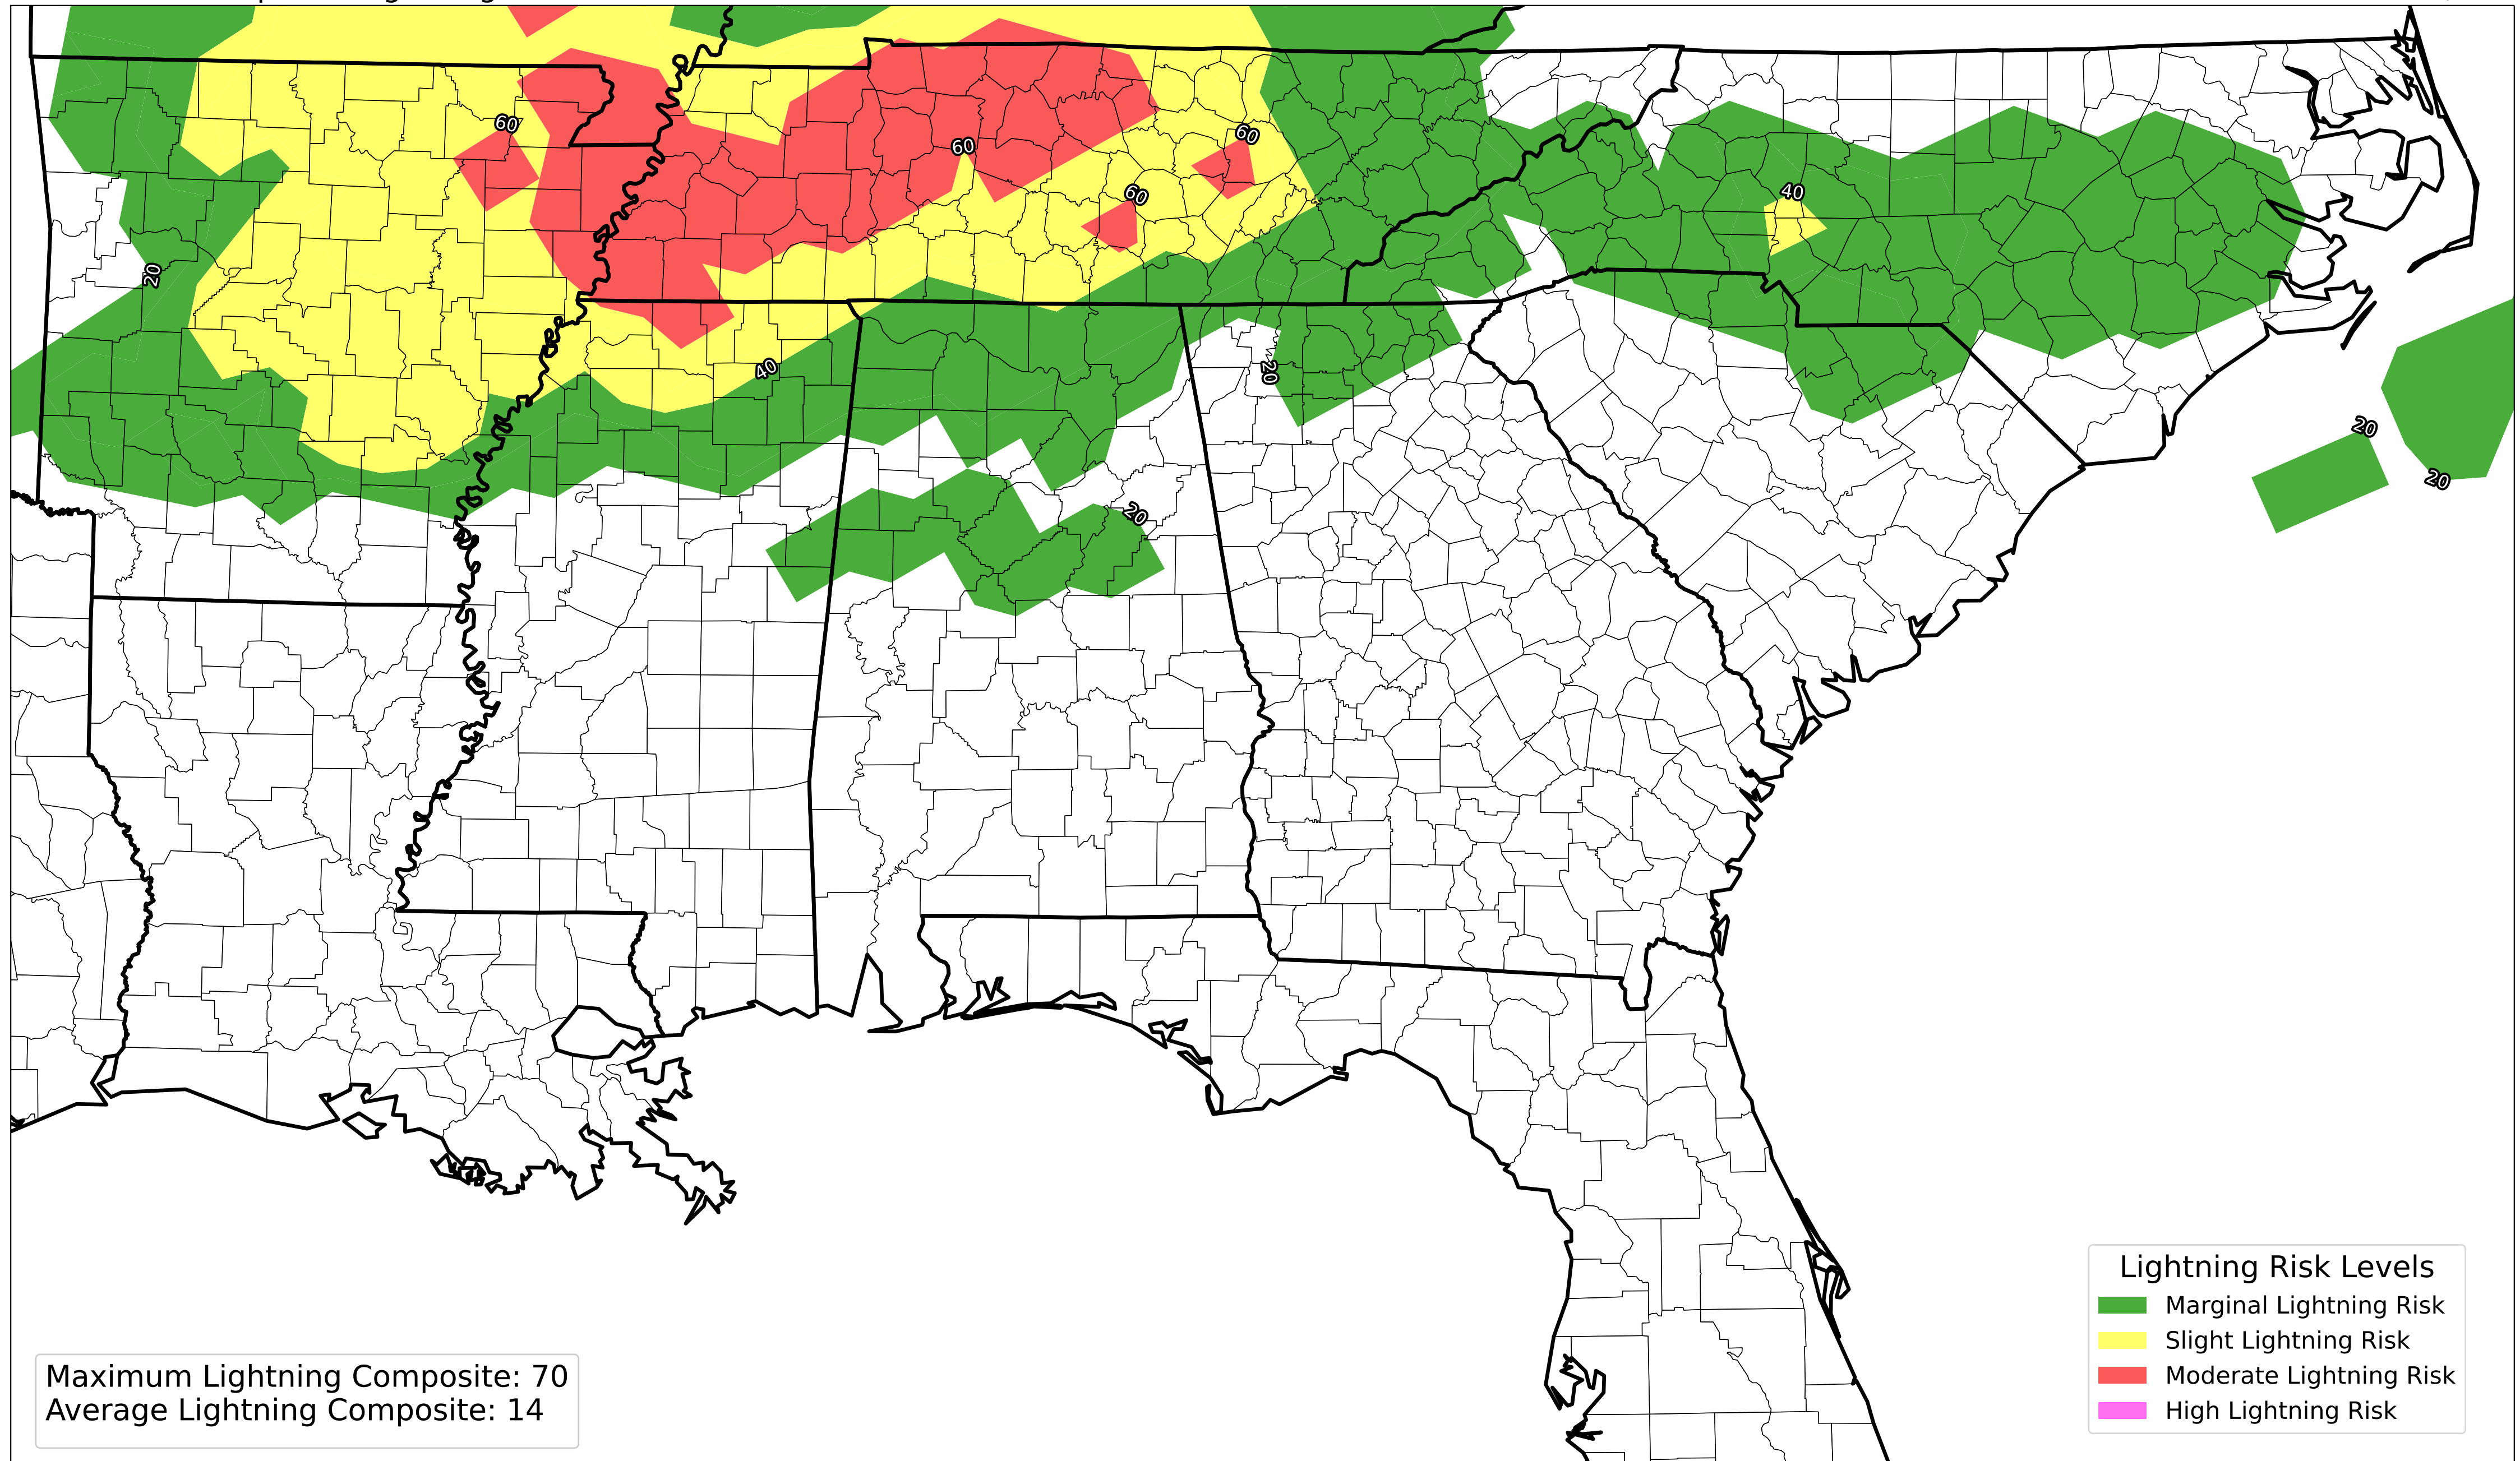 60
60
60
60
40
20
40
20
20
20
20
Lightning Risk Levels
Marginal Lightning Risk
Slight Lightning Risk
Moderate Lightning Risk
High Lightning Risk
Maximum Lightning Composite: 70
Average Lightning Composite: 14